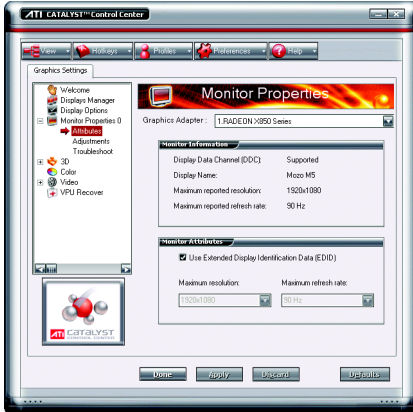 ATI CATALYST™ Control Center
View Hotkeys Profiles Preferences Help
Graphics Settings
Welcome
Displays Manager
Display Options
Monitor Properties 0
Attributes
Adjustments
Troubleshoot
3D
Color
Video
VPU Recover
Monitor Properties
Graphics Adapter : 1.RADEON X850 Series
Monitor Information
Display Data Channel (DDC): Supported
Display Name: Mozo M5
Maximum reported resolution: 1920x1080
Maximum reported refresh rate: 90 Hz
Monitor Attributes
Use Extended Display Identification Data (EDID)
Maximum resolution: Maximum refresh rate:
1920x1080 90 Hz
ATI CATALYST
CONTROL CENTER
Done Apply Discard Defaults